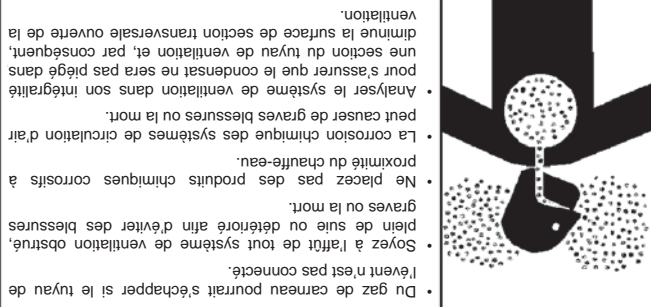 • Du gaz de carneau pourrait s'échapper si le tuyau de
l'évent n'est pas connecté.
• Soyez à l'affût de tout système de ventilation obstrué,
plein de suie ou détérioré afin d'éviter des blessures
graves ou la mort.
• Ne placez pas des produits chimiques corrosifs à
proximité du chauffe-eau.
• La corrosion chimique des systèmes de circulation d'air
peut causer de graves blessures ou la mort.
• Analyser le système de ventilation dans son intégralité
pour s'assurer que le condensat ne sera pas piégé dans
une section du tuyau de ventilation et, par conséquent,
diminue la surface de section transversale ouverte de la
ventilation.